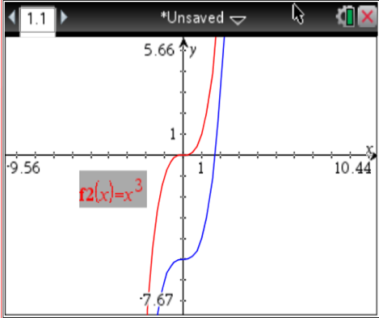 1.1 *Unsaved
5.66 y
1
-9.56 1 x
10.44
f2(x)=x³
-7.67